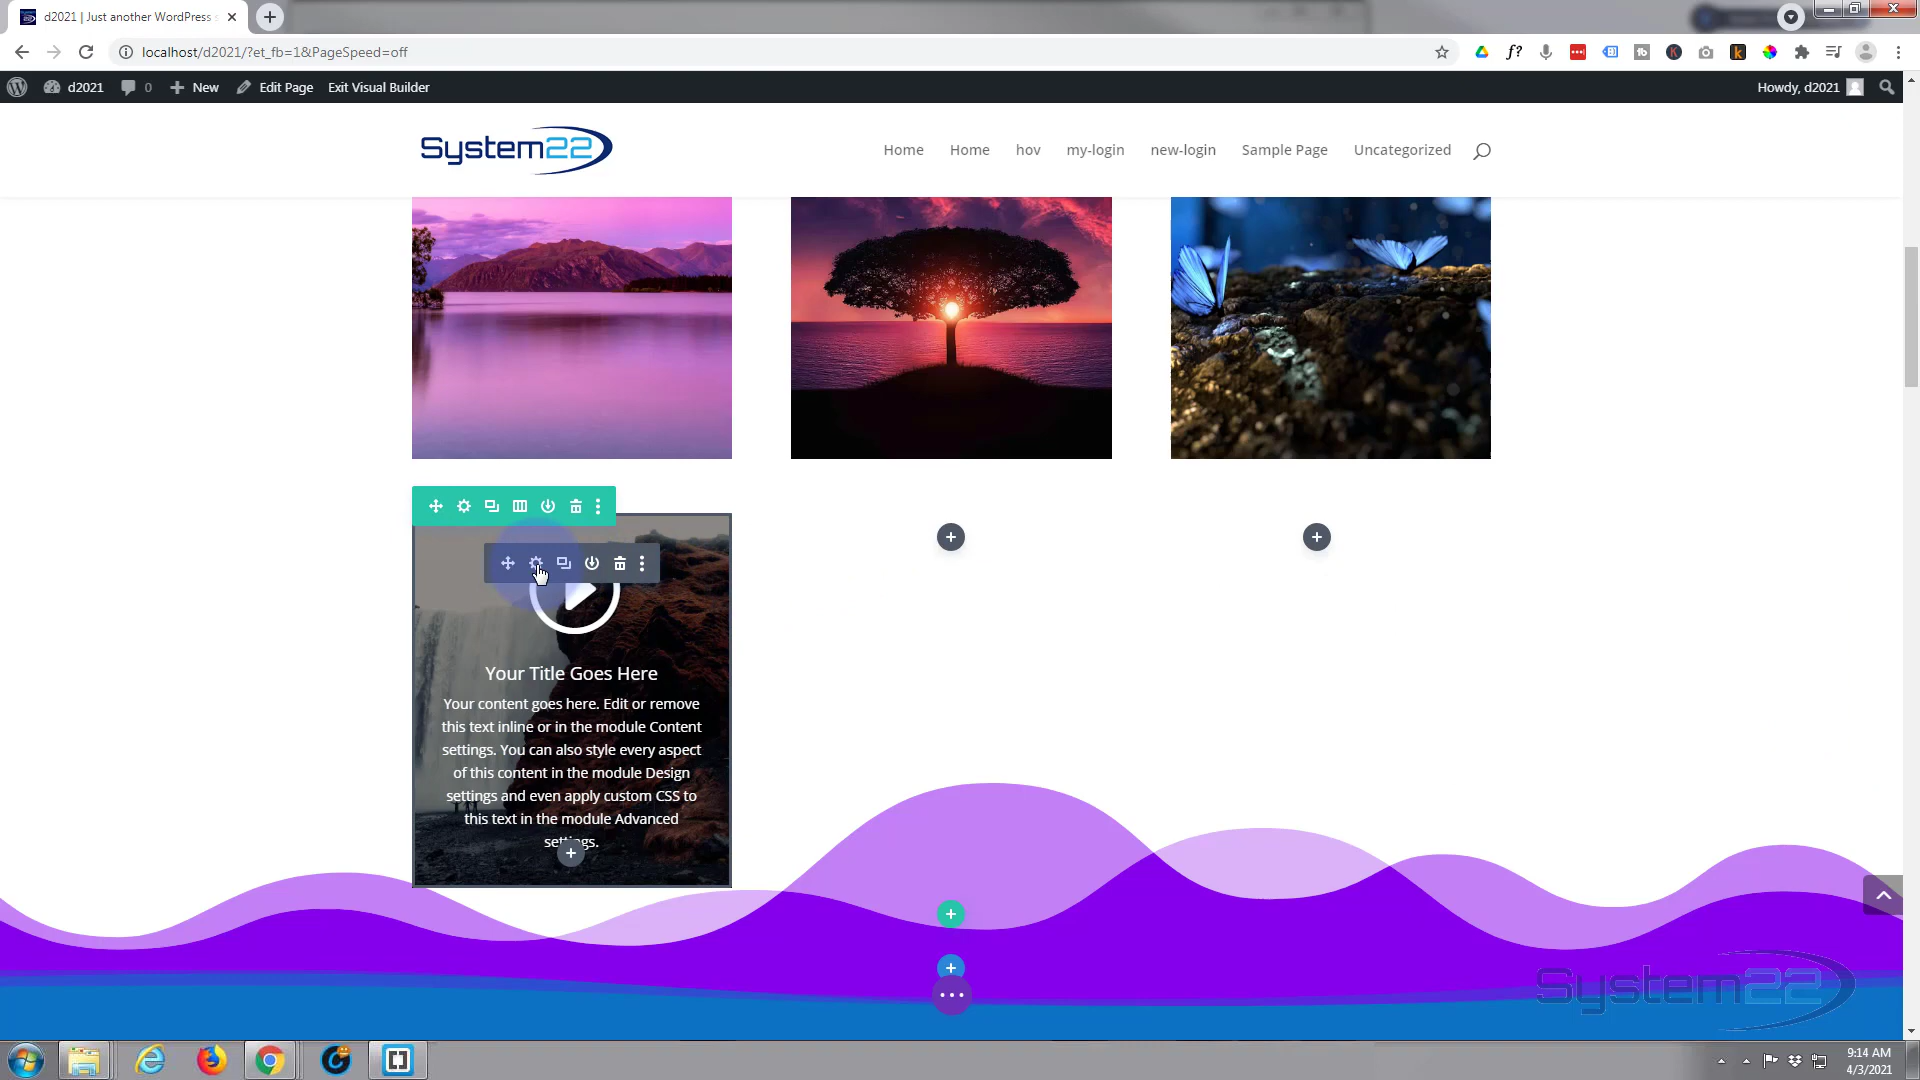 d2021 | Just another WordPress s
localhost/d2021/?et_fb=1&PageSpeed=off
d2021
0
New
Edit Page
Exit Visual Builder
Howdy, d2021
System22
Home
Home
hov
my-login
new-login
Sample Page
Uncategorized
Your Title Goes Here
Your content goes here. Edit or remove
this text inline or in the module Content
settings. You can also style every aspect
of this content in the module Design
settings and even apply custom CSS to
this text in the module Advanced
settings.
System22
9:14 AM
4/3/2021